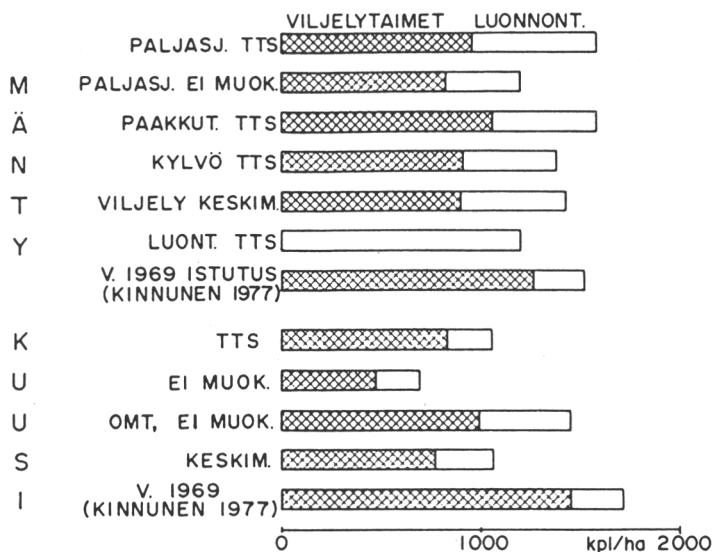 VILJELYTAIMET LUONNONT.
PALJASJ. TTS
M PALJASJ. EI MUOK.
Ä PAAKKUT. TTS
N KYLVÖ TTS
T VILJELY KESKIM.
Y LUONT. TTS
V. 1969 ISTUTUS
(KINNUNEN 1977)
K TTS
U EI MUOK.
U OMT, EI MUOK.
S KESKIM.
I V. 1969
(KINNUNEN 1977)
0 1000 kpl/ha 2000